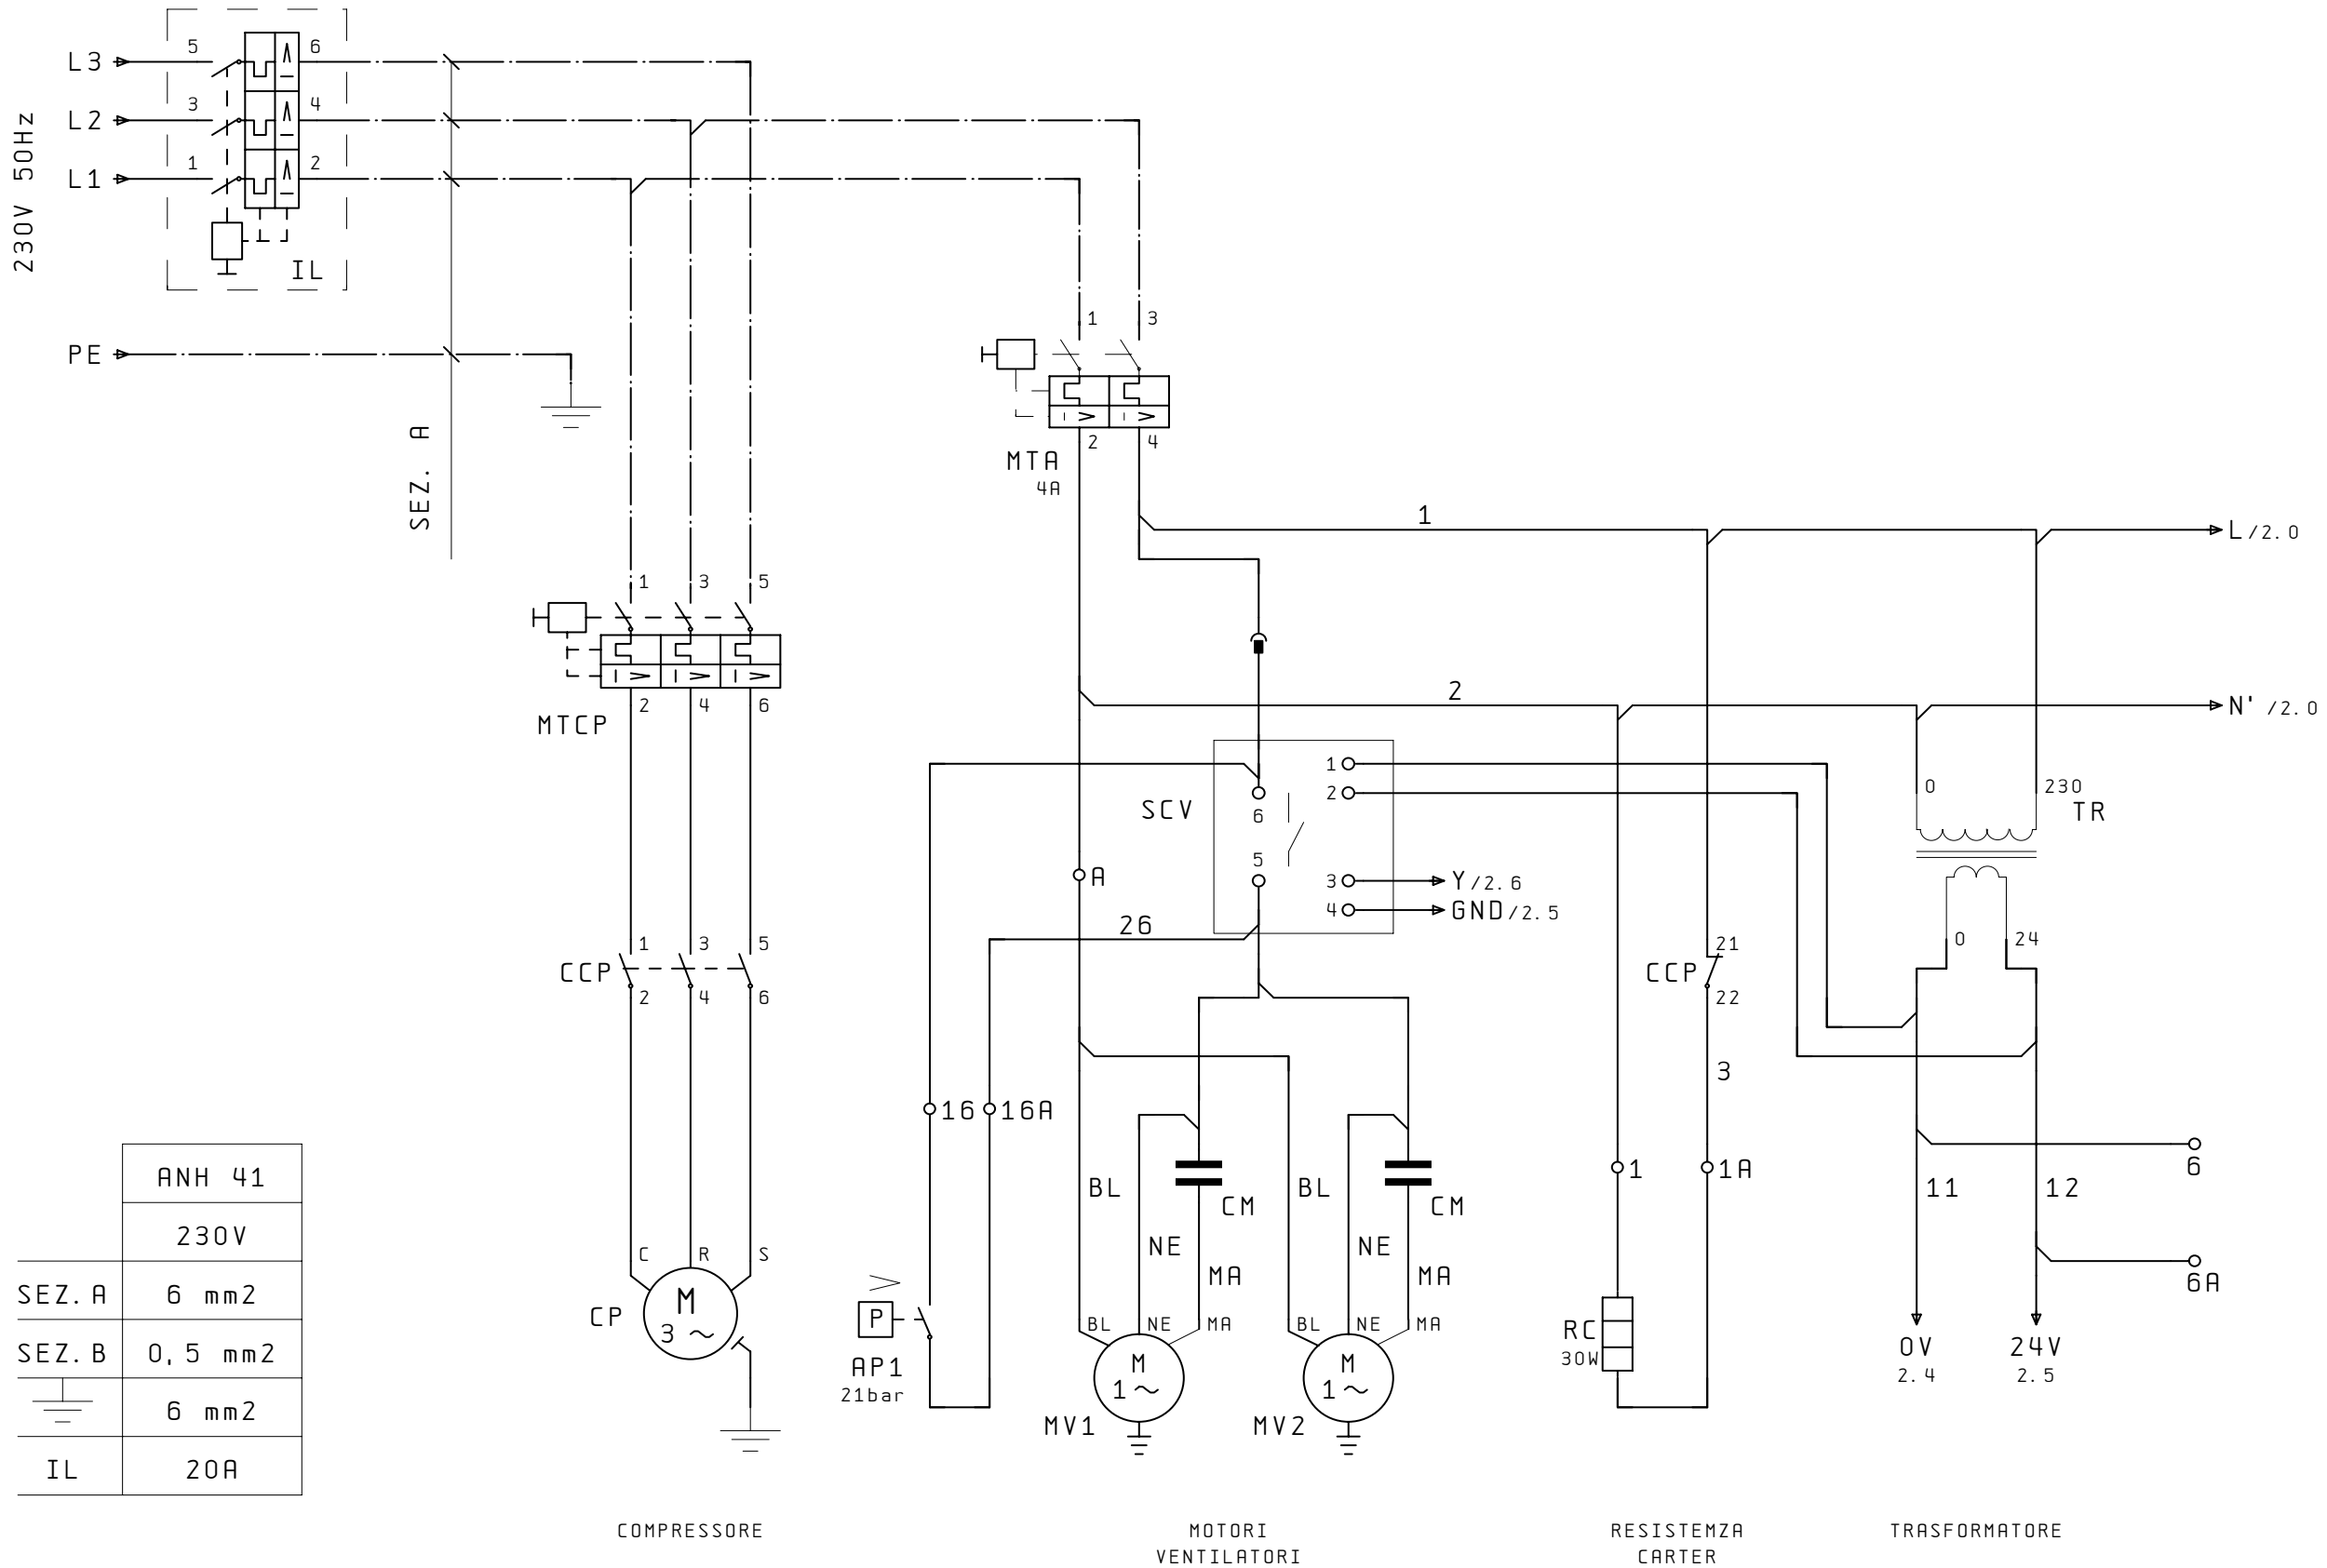 230V 50Hz
L3
5
6
L2
3
4
L1
1
2
IL
PE
SEZ. A
1
3
2
4
MTA
4A
1
L/2.0
1
3
5
2
4
6
MTCP
2
N' /2.0
SCV
6
5
1
2
3
4
Y/2.6
GND/2.5
0
230
TR
0
24
A
26
1
3
5
CCP
2
4
6
21
CCP
22
3
16
16A
1
1A
6
11
12
6A
BL
NE
CM
MA
BL
NE
CM
MA
C
R
S
CP
M
3 ~
>
P
AP1
21bar
BL
NE
MA
M
1 ~
MV1
BL
NE
MA
M
1 ~
MV2
RC
30W
0V
2.4
24V
2.5
ANH 41
230V
SEZ. A 6 mm2
SEZ. B 0,5 mm2
6 mm2
IL 20A
COMPRESSORE
MOTORI
VENTILATORI
RESISTEMZA
CARTER
TRASFORMATORE